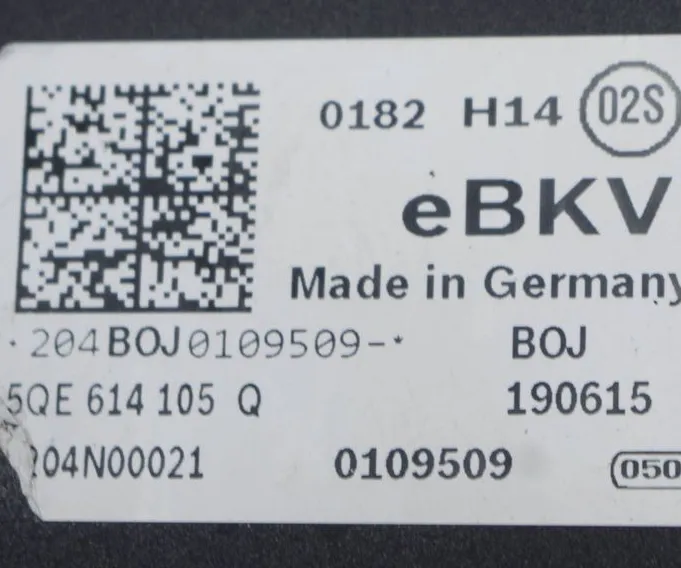 0182 H14 02S
eBKV
Made in Germany
·204BOJ0109509-* BOJ
5QE 614 105 Q 190615
204N00021 0109509 050